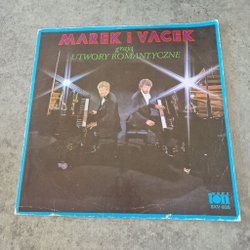 MAREK I VACEK
grają
UTWORY ROMANTYCZNE